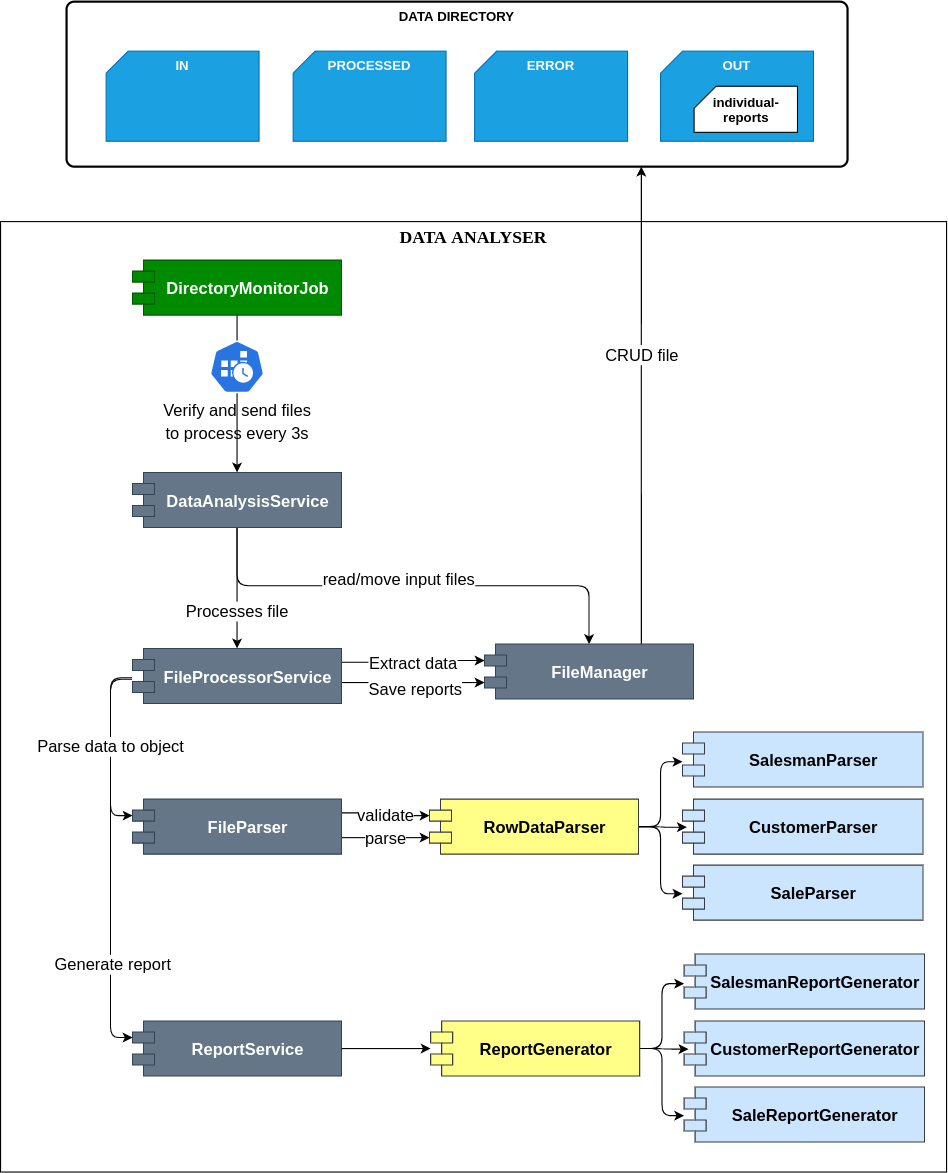 DATA DIRECTORY
IN
PROCESSED
ERROR
OUT
individual-
reports
DATA ANALYSER
DirectoryMonitorJob
Verify and send files
to process every 3s
CRUD file
DataAnalysisService
read/move input files
Processes file
FileProcessorService
Extract data
Save reports
FileManager
Parse data to object
SalesmanParser
FileParser
validate
parse
RowDataParser
CustomerParser
SaleParser
Generate report
SalesmanReportGenerator
ReportService
ReportGenerator
CustomerReportGenerator
SaleReportGenerator